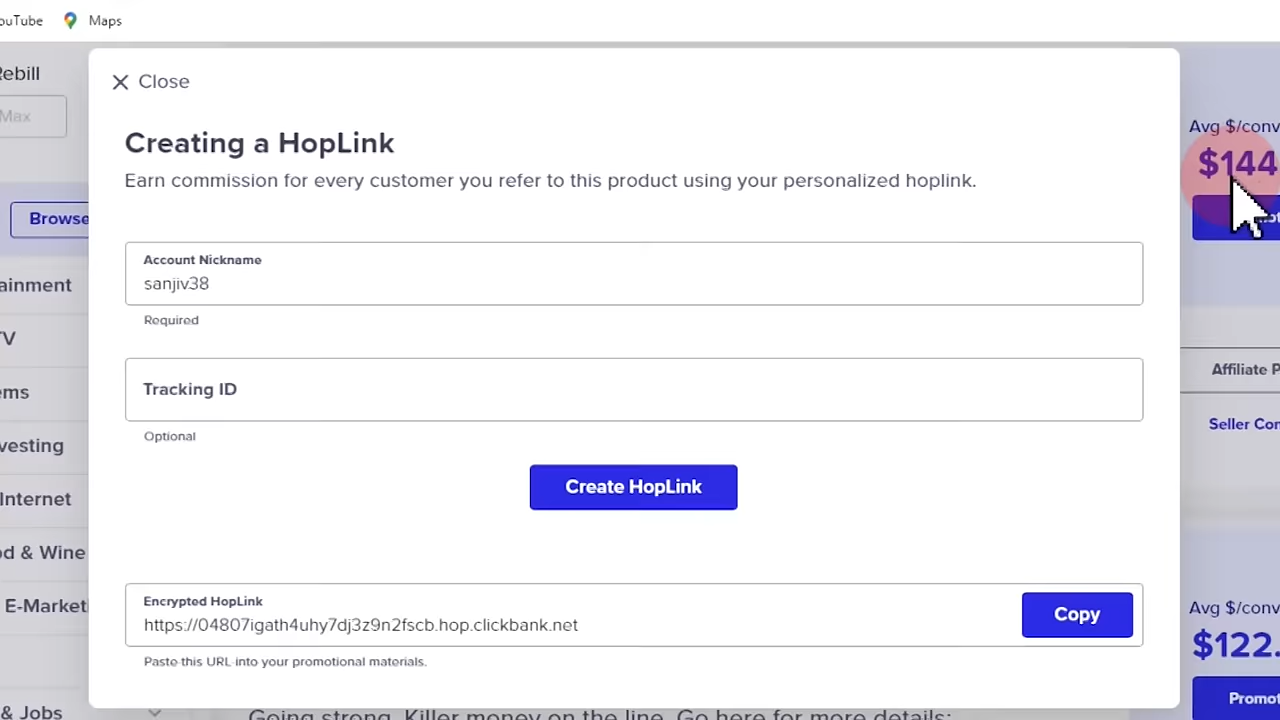 ouTube Maps
Rebill
Max
Browse
ainment
TV
ems
vesting
Internet
od & Wine
E-Market
& Jobs
Close
Creating a HopLink
Earn commission for every customer you refer to this product using your personalized hoplink.
Account Nickname
sanjiv38
Required
Tracking ID
Optional
Create HopLink
Encrypted HopLink
https://04807igath4uhy7dj3z9n2fscb.hop.clickbank.net
Copy
Paste this URL into your promotional materials.
Going strong. Killer money on the line. Go here for more details:
Avg $/conv
$144
Affiliate P
Seller Con
Avg $/conv
$122.
Promot